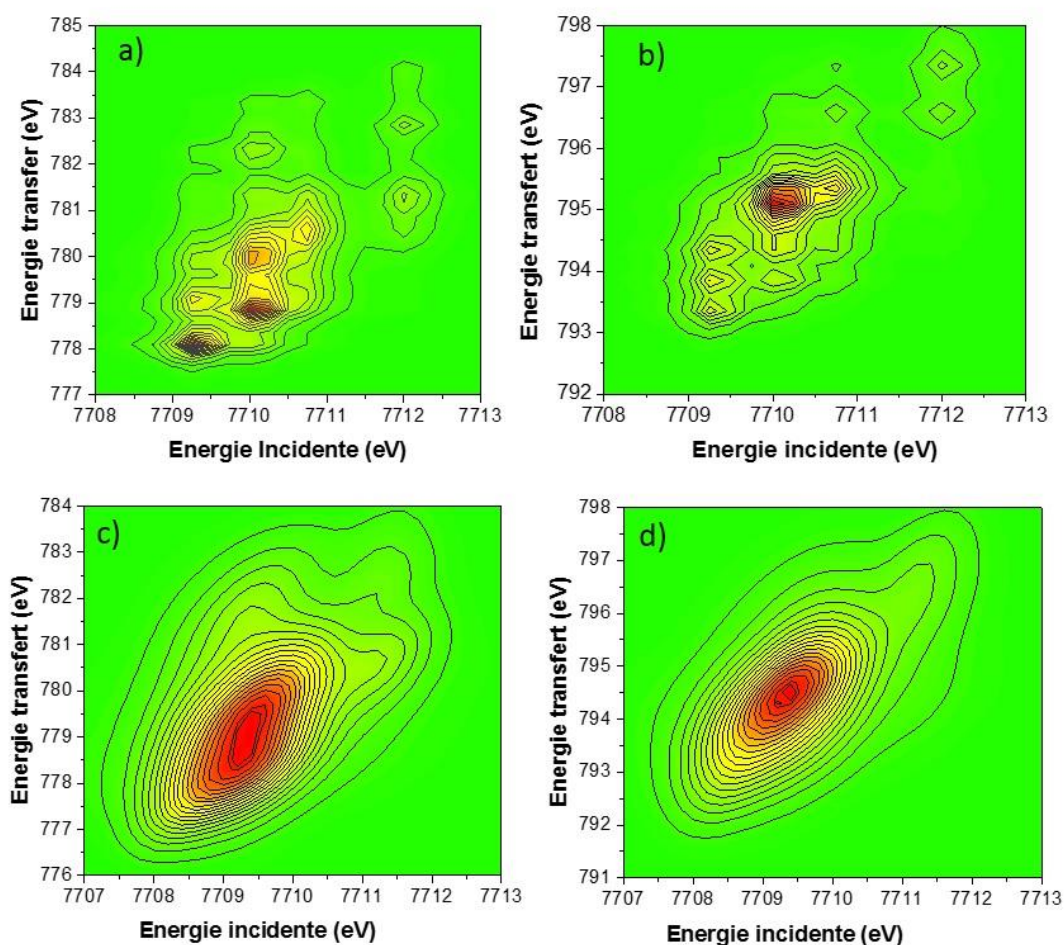 a)
785
784
783
782
781
780
779
778
777
Energie transfer (eV)
7708 7709 7710 7711 7712 7713
Energie Incidente (eV)
b)
798
797
796
795
794
793
792
Energie transfert (eV)
7708 7709 7710 7711 7712 7713
Energie incidente (eV)
c)
784
783
782
781
780
779
778
777
776
Energie transfert (eV)
7707 7708 7709 7710 7711 7712 7713
Energie incidente (eV)
d)
798
797
796
795
794
793
792
791
Energie transfert (eV)
7707 7708 7709 7710 7711 7712 7713
Energie incidente (eV)